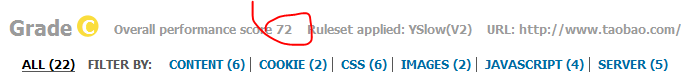 Grade C Overall performance score 72 Ruleset applied: YSlow(V2) URL: http://www.taobao.com/
ALL (22) FILTER BY: CONTENT (6) | COOKIE (2) | CSS (6) | IMAGES (2) | JAVASCRIPT (4) | SERVER (5)